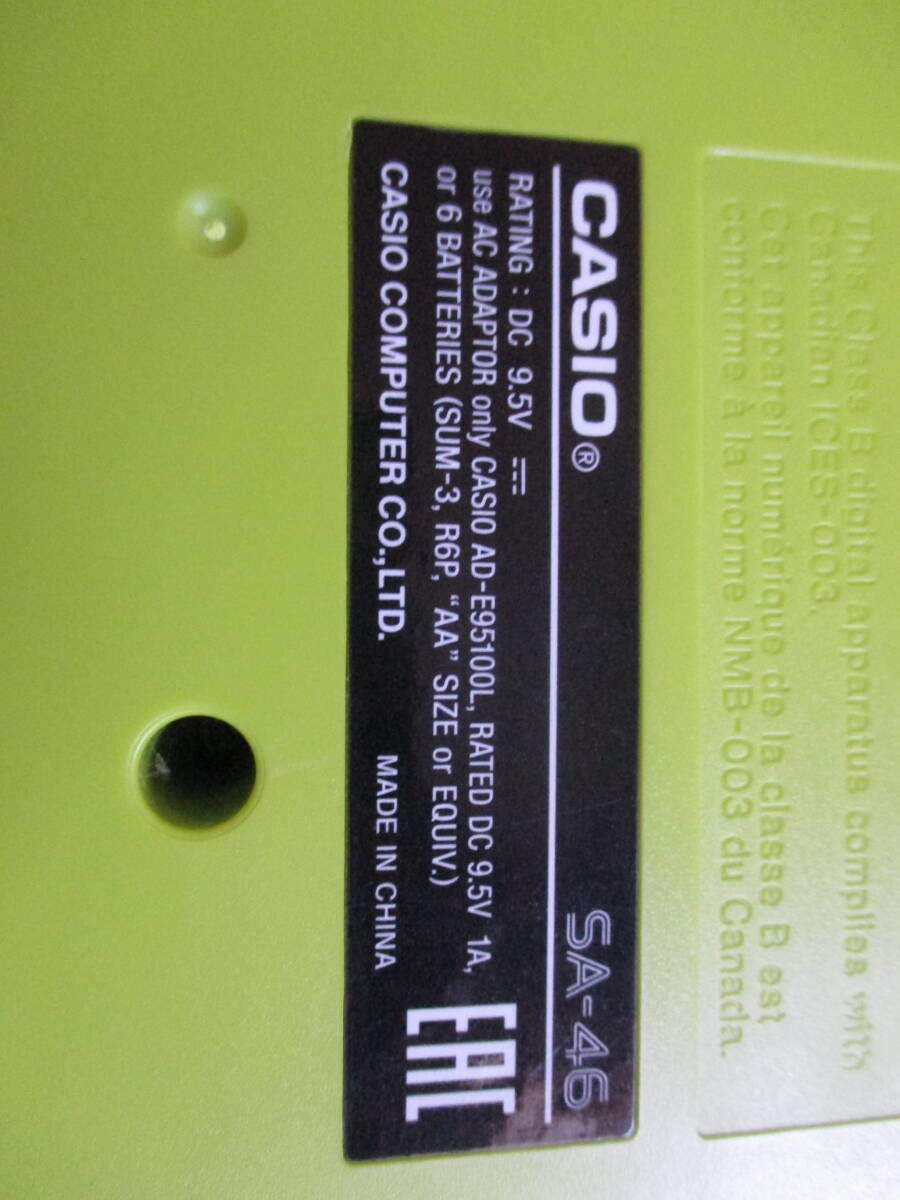 This Class B digital apparatus complies with
Canadian ICES-003.
Cet appareil numérique de la classe B est
conforme à la norme NMB-003 du Canada.
CASIO® SA-46
RATING : DC 9.5V ⎓
use AC ADAPTOR only CASIO AD-E95100L, RATED DC 9.5V 1A,
or 6 BATTERIES (SUM-3, R6P, “AA” SIZE or EQUIV.)
CASIO COMPUTER CO.,LTD. MADE IN CHINA
EAC